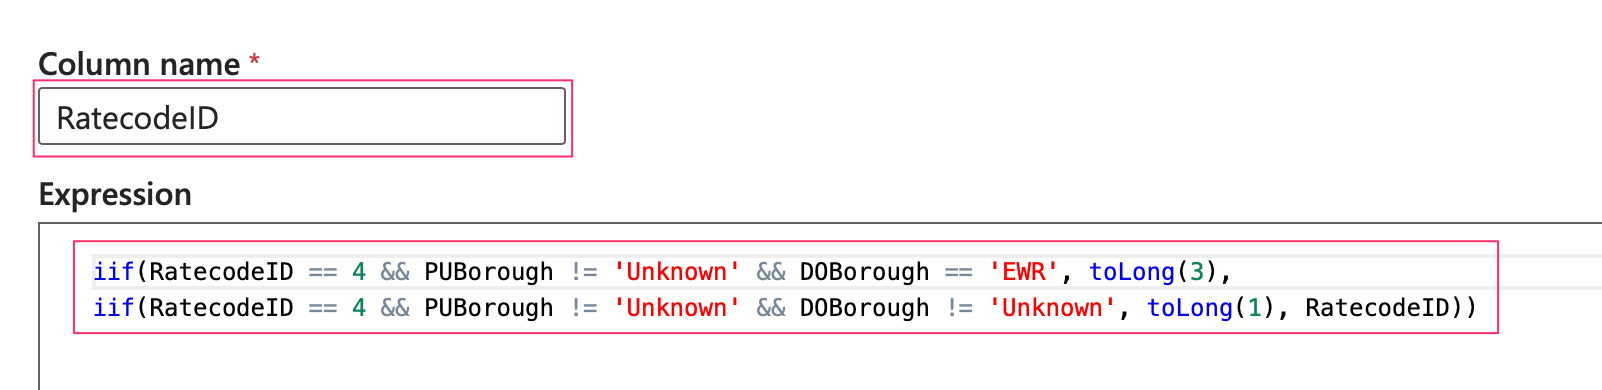 Column name *
RatecodeID
Expression
iif(RatecodeID == 4 && PUBorough != 'Unknown' && DOBorough == 'EWR', toLong(3),
iif(RatecodeID == 4 && PUBorough != 'Unknown' && DOBorough != 'Unknown', toLong(1), RatecodeID))